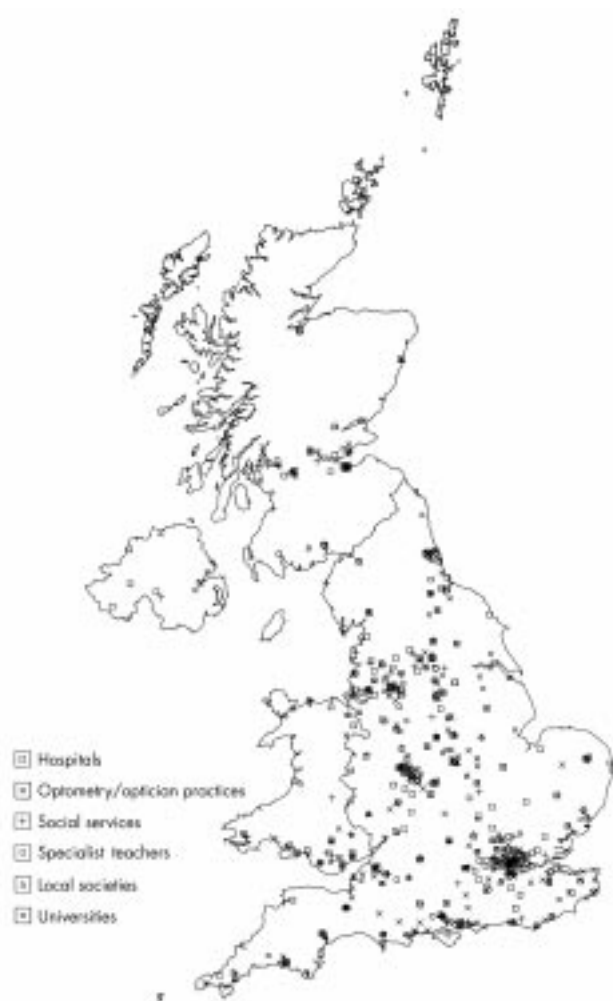 Hospitals
Optometry/optician practices
Social services
Specialist teachers
Local societies
Universities